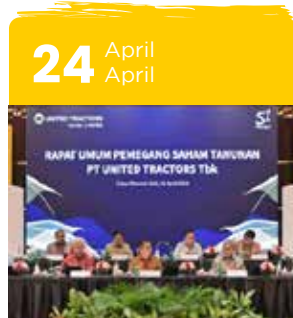 24
April
April
UNITED TRACTORS
RAPAT UMUM PEMEGANG SAHAM TAHUNAN
PT UNITED TRACTORS Tbk